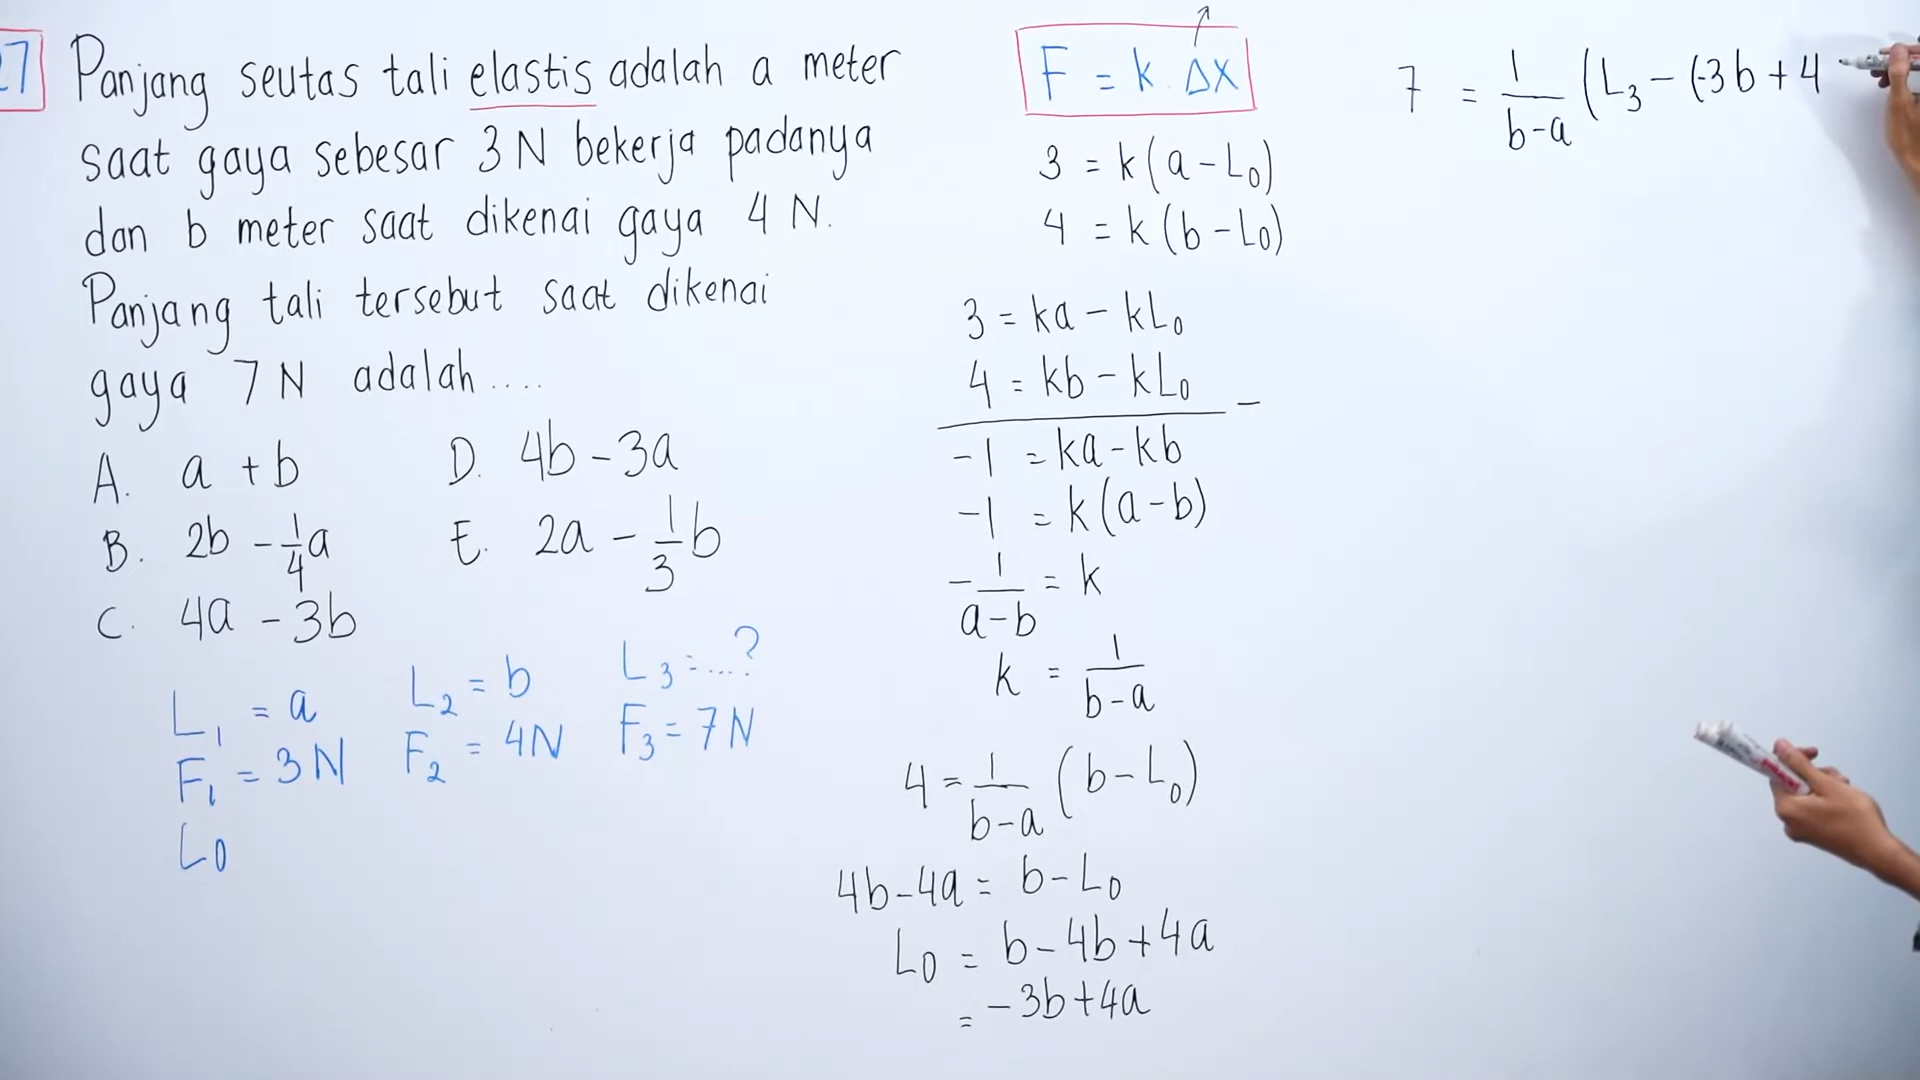 7
Panjang seutas tali elastis adalah a meter
saat gaya sebesar 3 N bekerja padanya
dan b meter saat dikenai gaya 4 N.
Panjang tali tersebut saat dikenai
gaya 7 N adalah ....
A. a + b
D. 4b - 3a
B. 2b - 1/4 a
E. 2a - 1/3 b
C. 4a - 3b
L₁ = a
L₂ = b
L₃ = ...?
F₁ = 3 N
F₂ = 4N
F₃ = 7 N
L₀
F = k . Δx
3 = k(a - L₀)
4 = k(b - L₀)
3 = ka - kL₀
4 = kb - kL₀
-
-1 = ka - kb
-1 = k(a - b)
-1/(a-b) = k
k = 1/(b-a)
4 = 1/(b-a) (b - L₀)
4b - 4a = b - L₀
L₀ = b - 4b + 4a
= -3b + 4a
7 = 1/(b-a) (L₃ - (-3b + 4